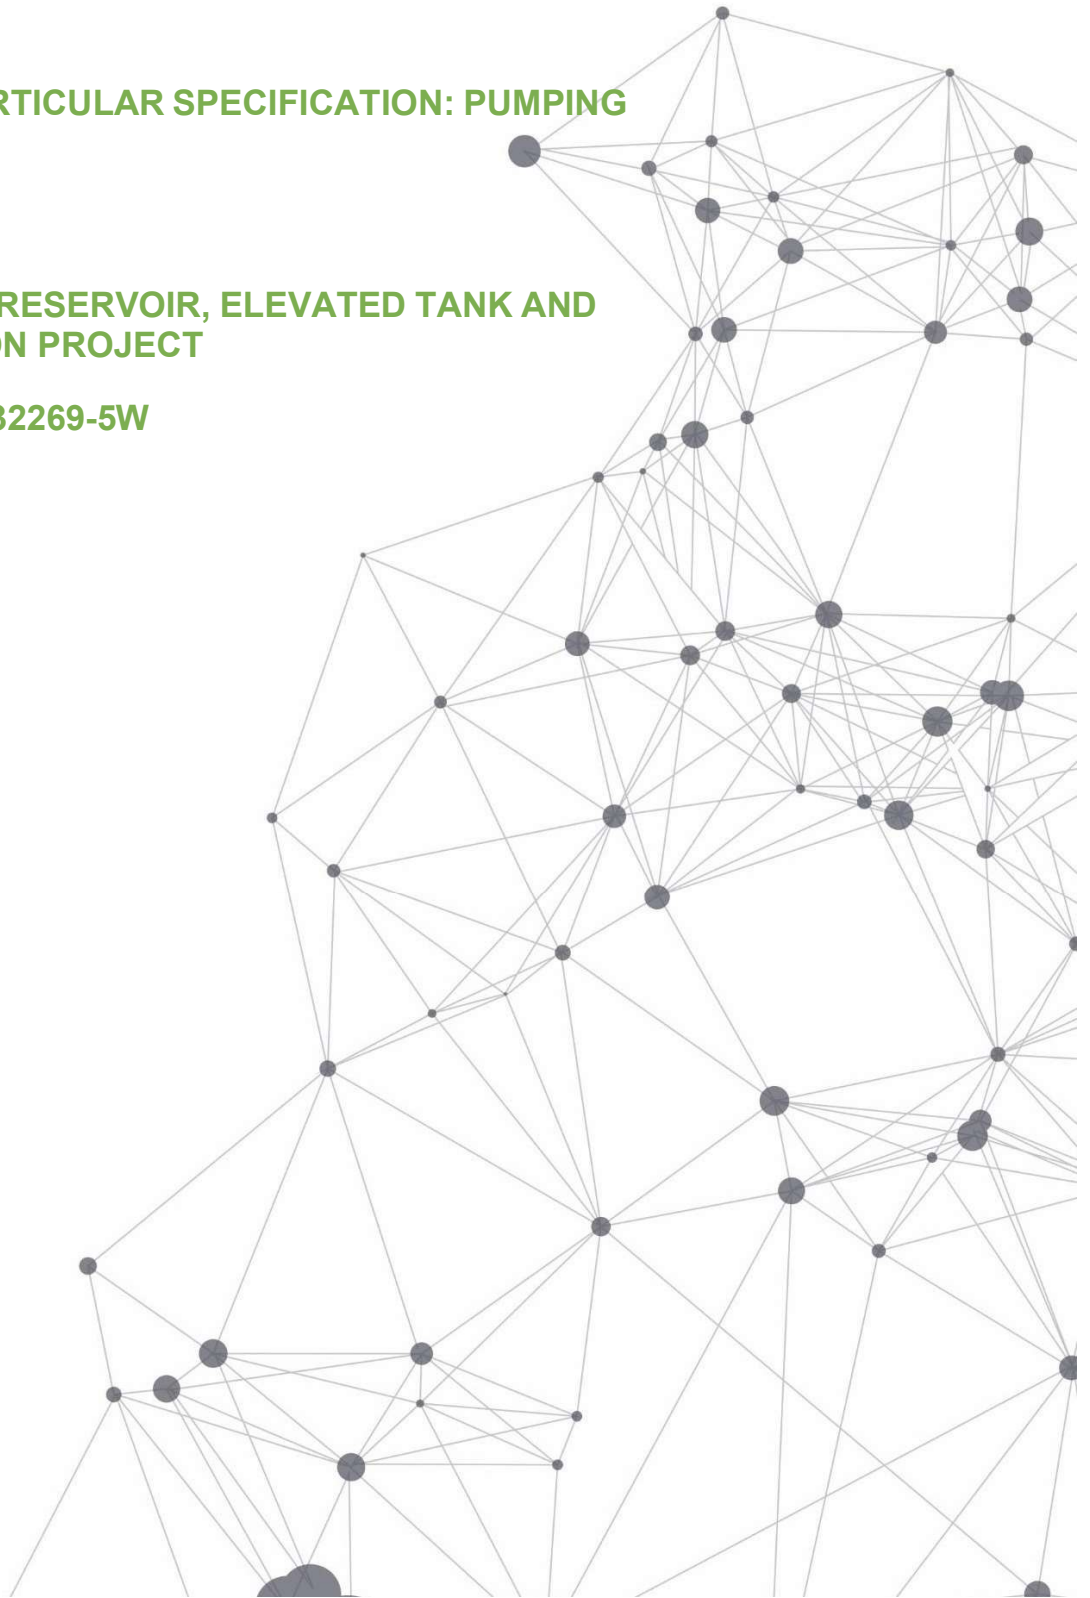 RTICULAR SPECIFICATION: PUMPING
RESERVOIR, ELEVATED TANK AND
ON PROJECT
32269-5W